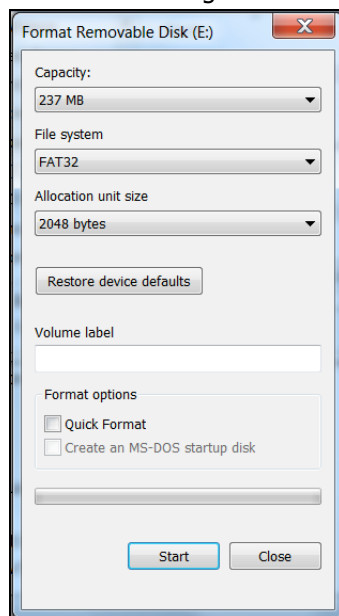 Format Removable Disk (E:)
Capacity:
237 MB
File system
FAT32
Allocation unit size
2048 bytes
Restore device defaults
Volume label
Format options
Quick Format
Create an MS-DOS startup disk
Start Close